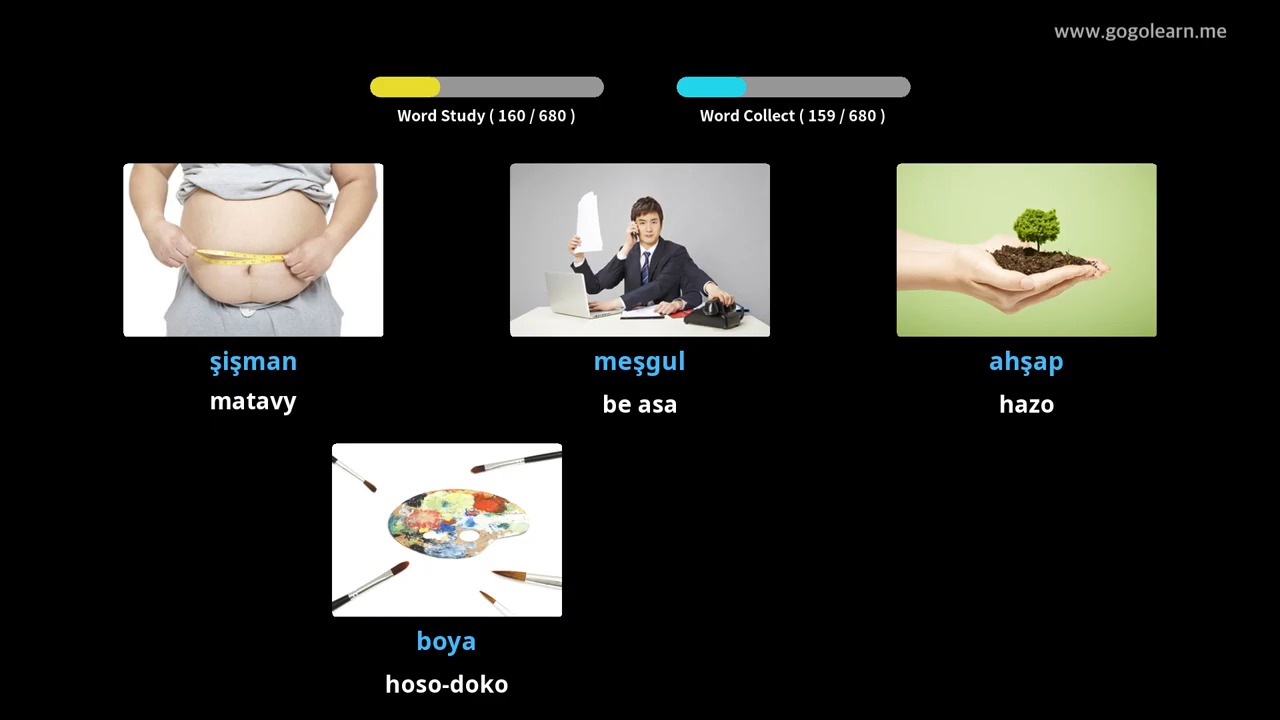 www.gogolearn.me
Word Study ( 160 / 680 )
Word Collect ( 159 / 680 )
şişman
matavy
meşgul
be asa
ahşap
hazo
boya
hoso-doko